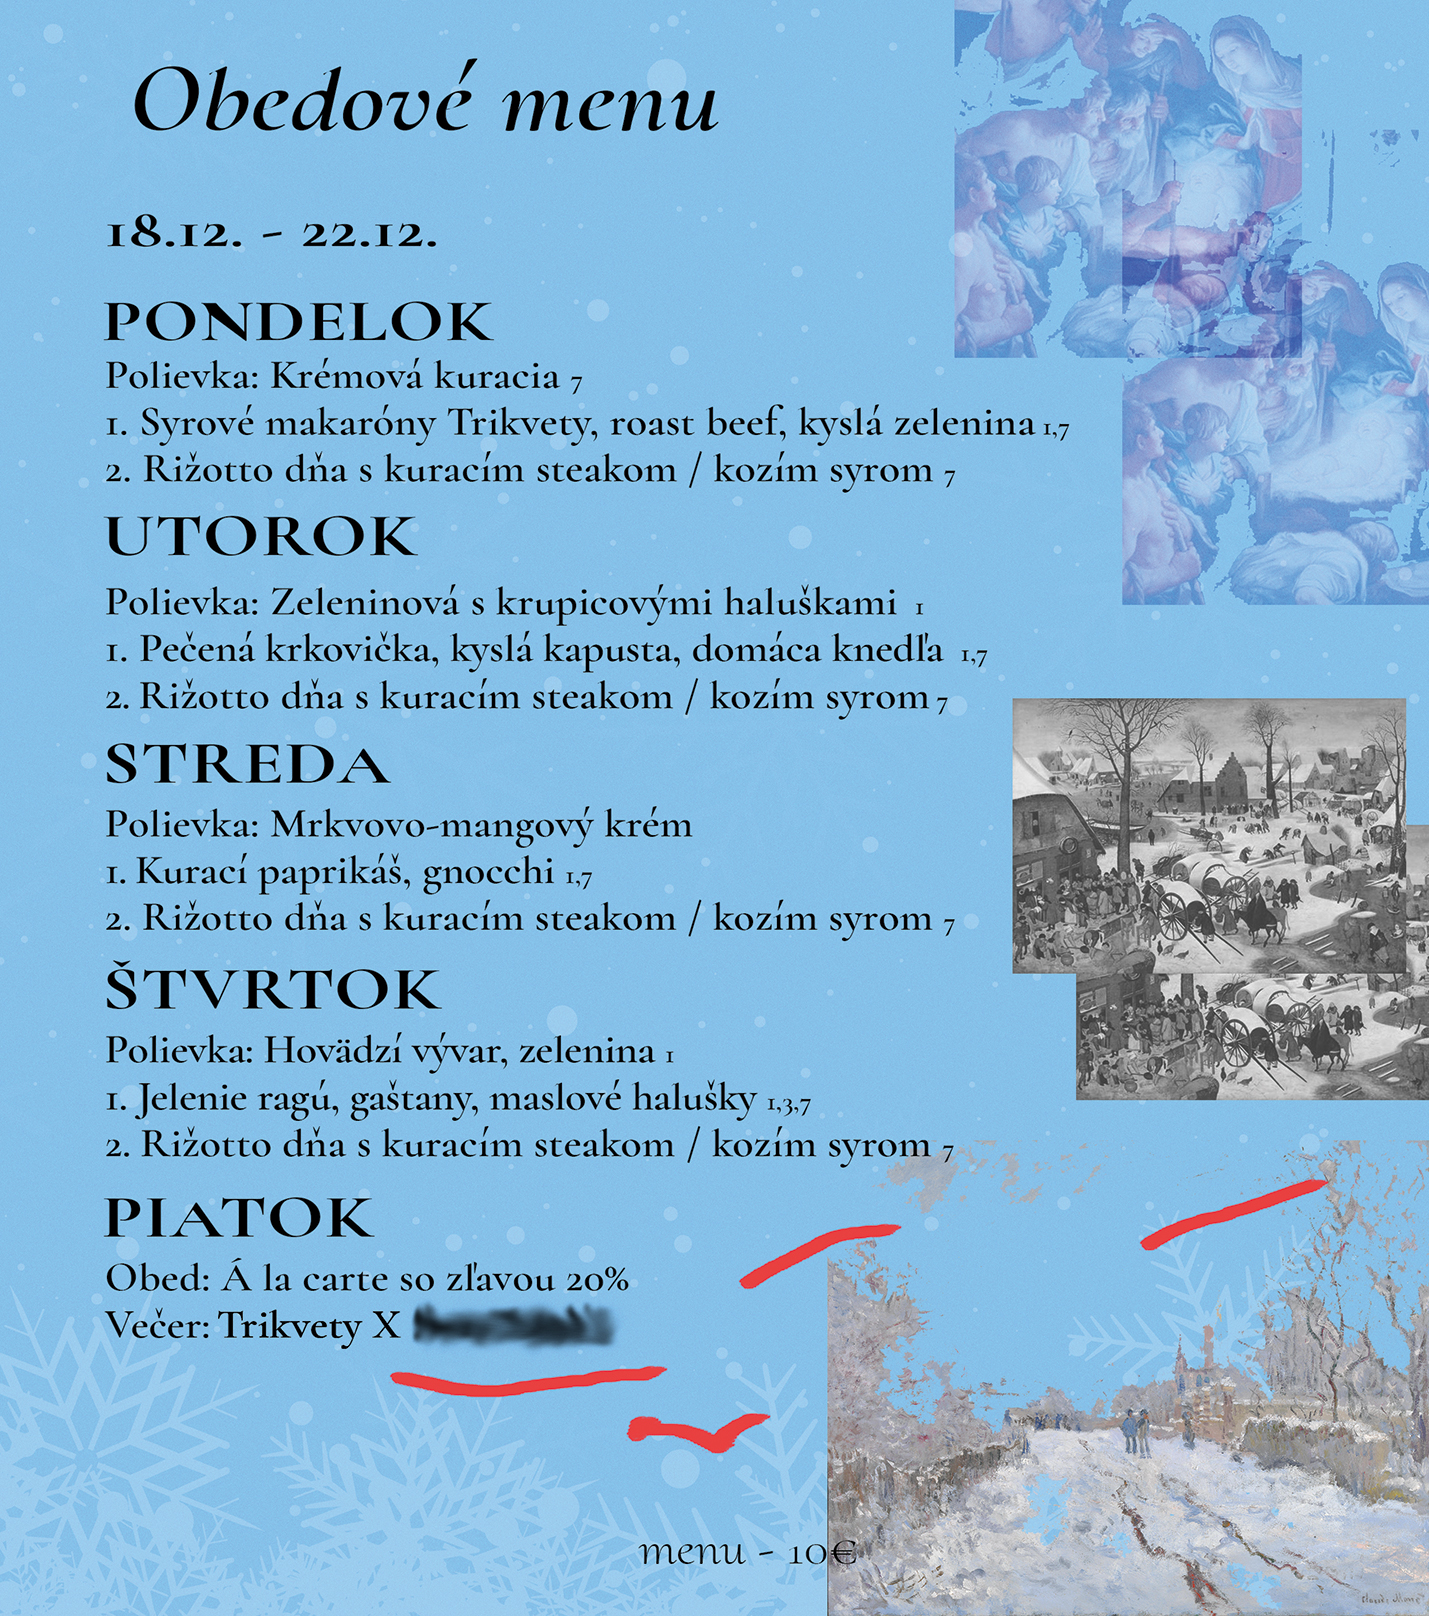 Obedové menu
18.12. - 22.12.
PONDELOK
Polievka: Krémová kuracia 7
1. Syrové makaróny Trikvety, roast beef, kyslá zelenina 1,7
2. Rižotto dňa s kuracím steakom / kozím syrom 7
UTOROK
Polievka: Zeleninová s krupicovými haluškami 1
1. Pečená krkovička, kyslá kapusta, domáca knedľa 1,7
2. Rižotto dňa s kuracím steakom / kozím syrom 7
STREDA
Polievka: Mrkvovo-mangový krém
1. Kurací paprikáš, gnocchi 1,7
2. Rižotto dňa s kuracím steakom / kozím syrom 7
ŠTVRTOK
Polievka: Hovädzí vývar, zelenina 1
1. Jelenie ragú, gaštany, maslové halušky 1,3,7
2. Rižotto dňa s kuracím steakom / kozím syrom 7
PIATOK
Obed: Á la carte so zľavou 20%
Večer: Trikvety X
menu - 10€